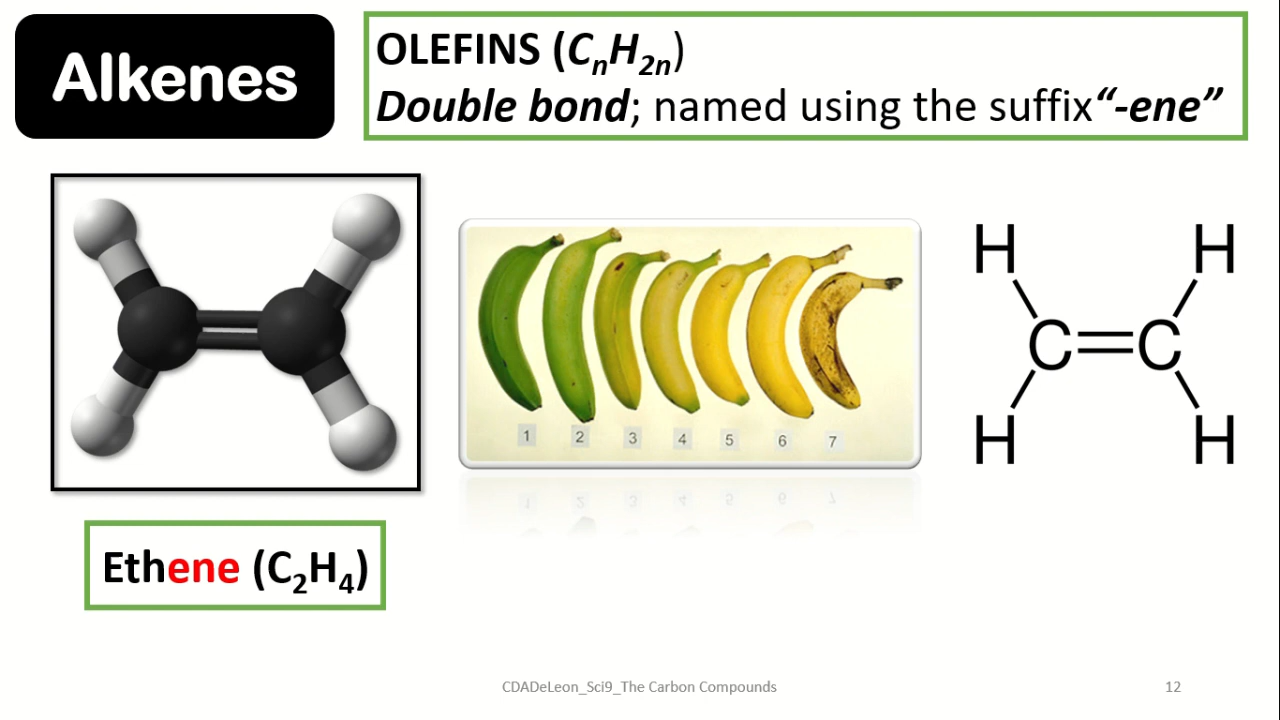 Alkenes
OLEFINS (CₙH₂ₙ)
Double bond; named using the suffix“-ene”
H H
C=C
H H
1 2 3 4 5 6 7
Ethene (C₂H₄)
CDADeLeon_Sci9_The Carbon Compounds
12